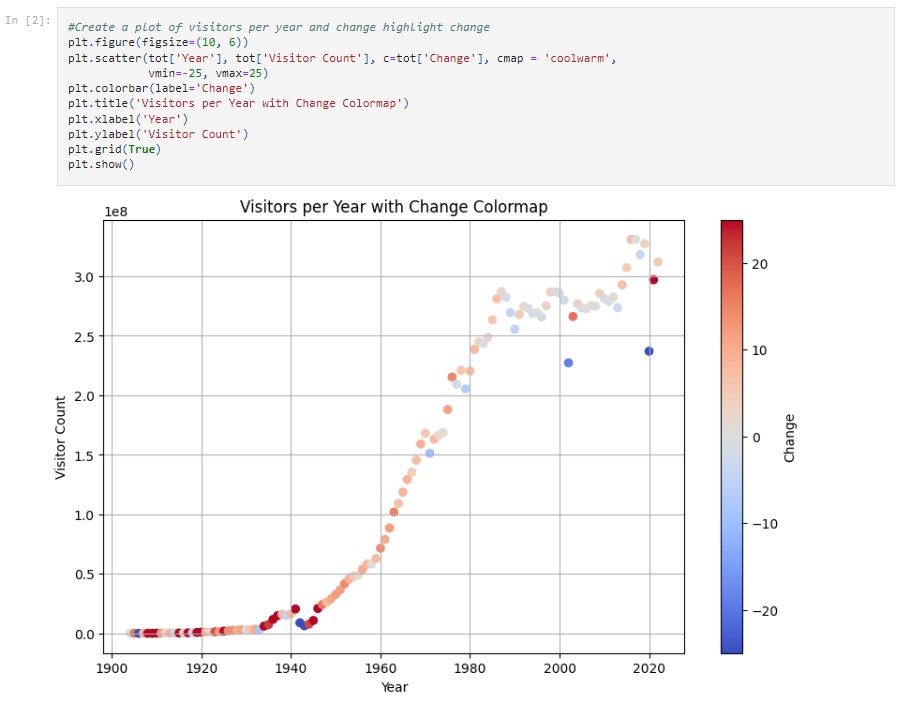 In [2]:
#Create a plot of visitors per year and change highlight change
plt.figure(figsize=(10, 6))
plt.scatter(tot['Year'], tot['Visitor Count'], c=tot['Change'], cmap = 'coolwarm',
vmin=-25, vmax=25)
plt.colorbar(label='Change')
plt.title('Visitors per Year with Change Colormap')
plt.xlabel('Year')
plt.ylabel('Visitor Count')
plt.grid(True)
plt.show()
Visitors per Year with Change Colormap
1e8
3.0
2.5
2.0
1.5
1.0
0.5
0.0
Visitor Count
1900 1920 1940 1960 1980 2000 2020
Year
20
10
0
−10
−20
Change